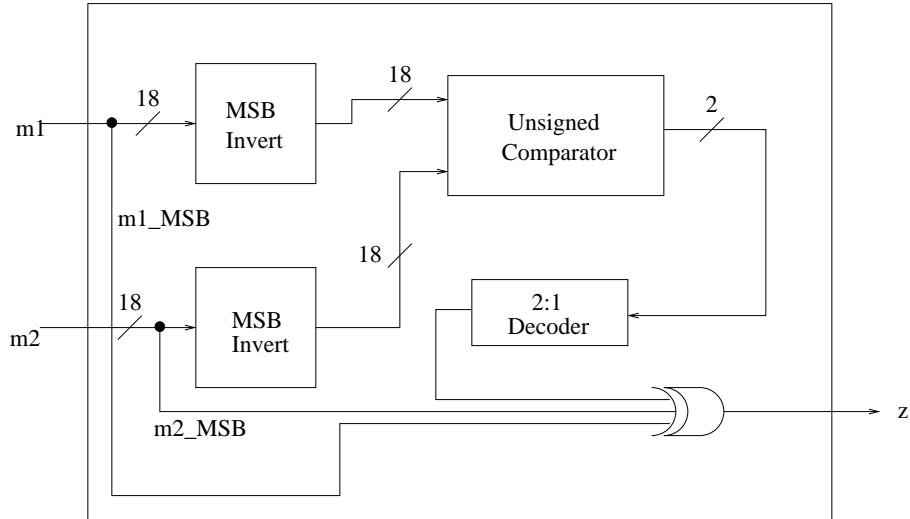 18
18
m1
MSB
Invert
Unsigned
Comparator
2
m1_MSB
18
18
m2
MSB
Invert
2:1
Decoder
m2_MSB
z